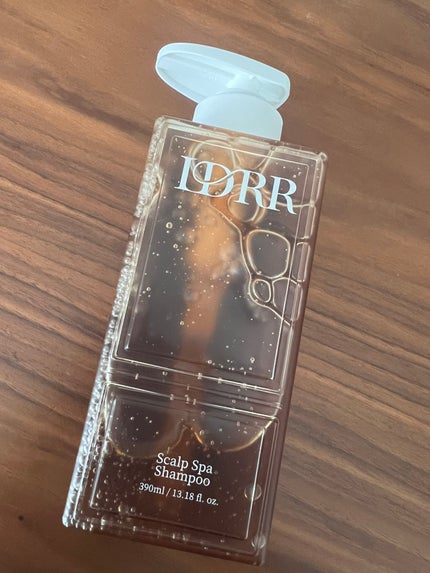 LDRR
Scalp Spa
Shampoo
390ml / 13.18 fl. oz.